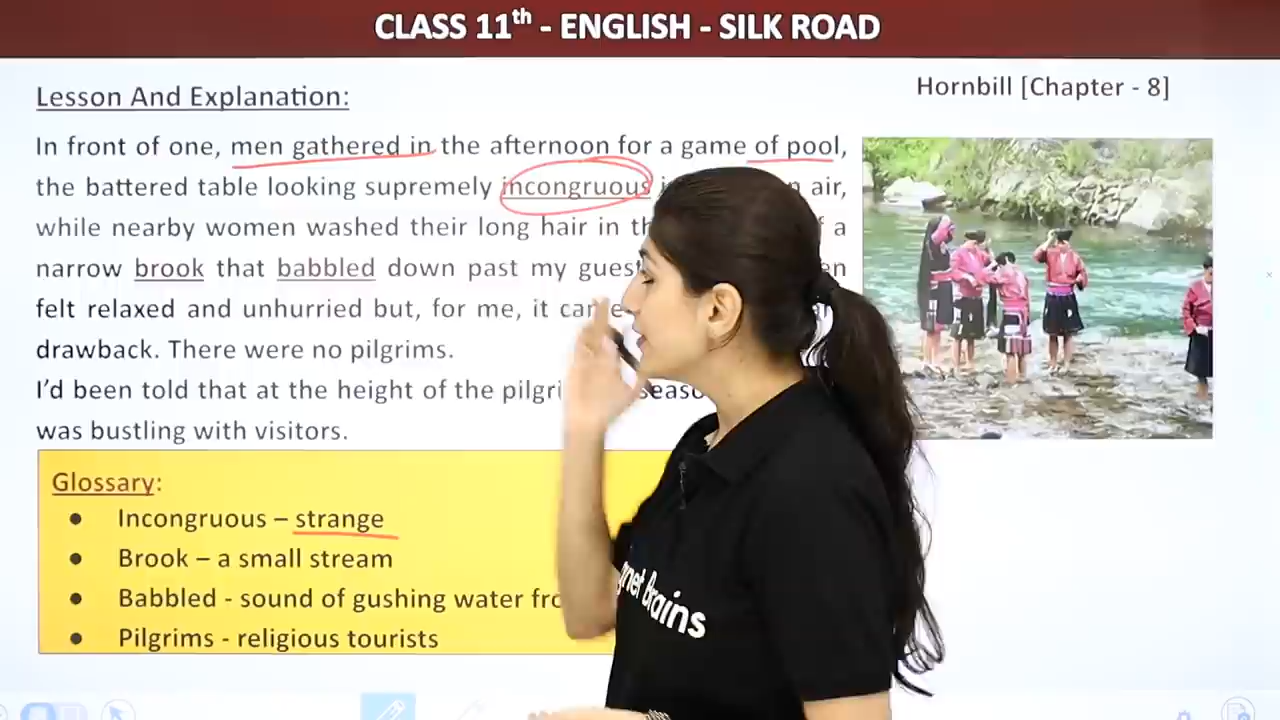 CLASS 11th - ENGLISH - SILK ROAD
Lesson And Explanation:
Hornbill [Chapter - 8]
In front of one, men gathered in the afternoon for a game of pool,
the battered table looking supremely incongruous air,
while nearby women washed their long hair in a
narrow brook that babbled down past my
felt relaxed and unhurried but, for me, it
drawback. There were no pilgrims.
I'd been told that at the height of the
was bustling with visitors.
Glossary:
Incongruous – strange
Brook – a small stream
Babbled - sound of gushing water
Pilgrims - religious tourists
Brains